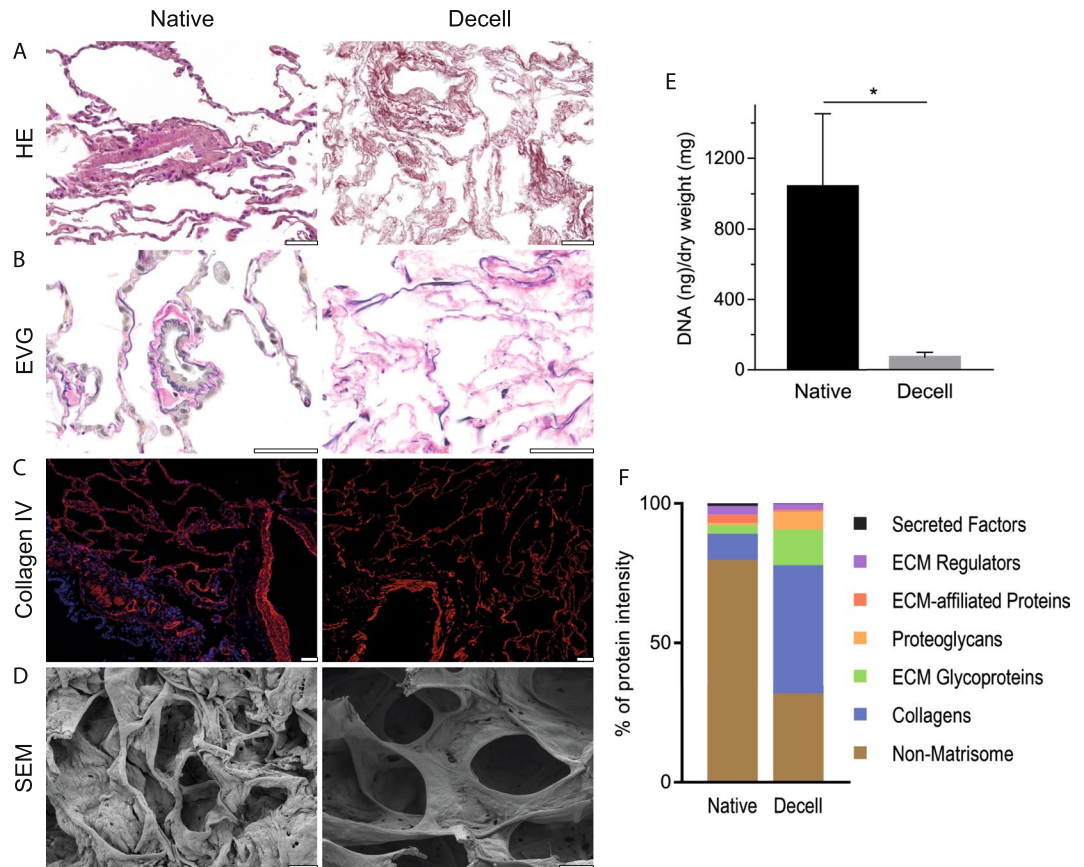 Native
Decell
A
HE
B
EVG
C
Collagen IV
D
SEM
E
*
DNA (ng)/dry weight (mg)
1200
800
400
0
Native
Decell
F
% of protein intensity
100
50
0
Native
Decell
Secreted Factors
ECM Regulators
ECM-affiliated Proteins
Proteoglycans
ECM Glycoproteins
Collagens
Non-Matrisome